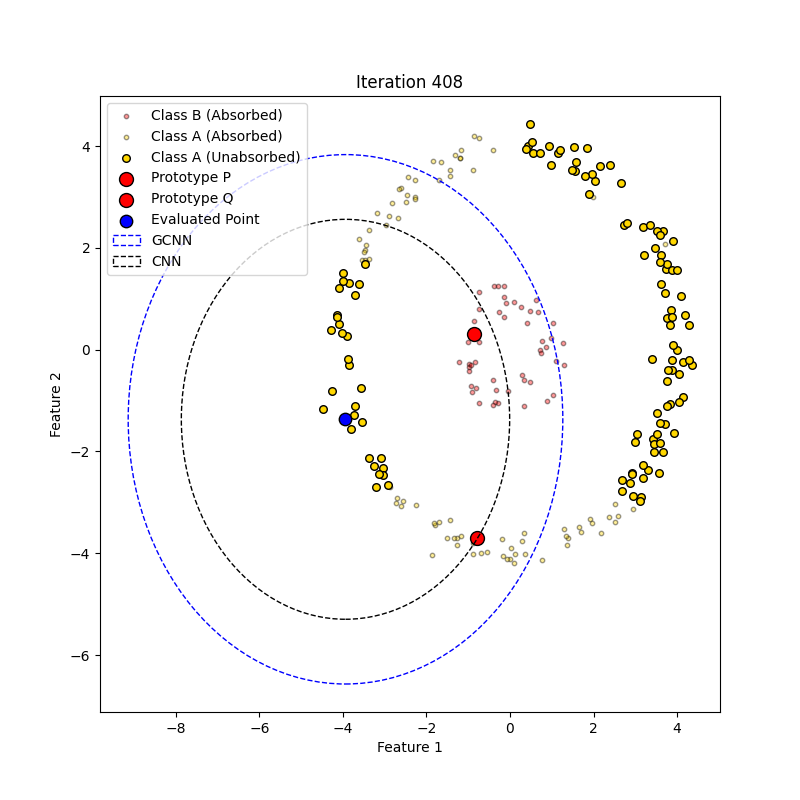 Iteration 408
Class B (Absorbed)
Class A (Absorbed)
Class A (Unabsorbed)
Prototype P
Prototype Q
Evaluated Point
GCNN
CNN
4
2
0
−2
−4
−6
Feature 2
−8
−6
−4
−2
0
2
4
Feature 1